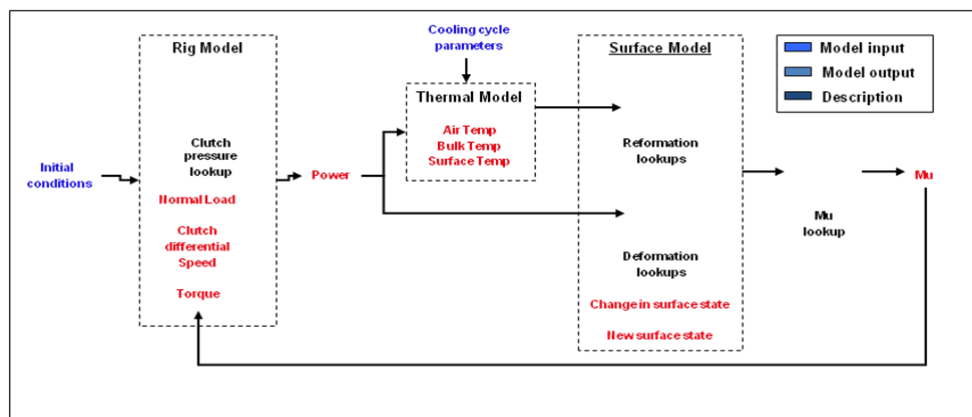 Rig Model
Clutch
pressure
lookup
Normal Load
Clutch
differential
Speed
Torque
Initial
conditions
Power
Cooling cycle
parameters
Thermal Model
Air Temp
Bulk Temp
Surface Temp
Surface Model
Reformation
lookups
Deformation
lookups
Change in surface state
New surface state
Mu
lookup
Mu
Model input
Model output
Description